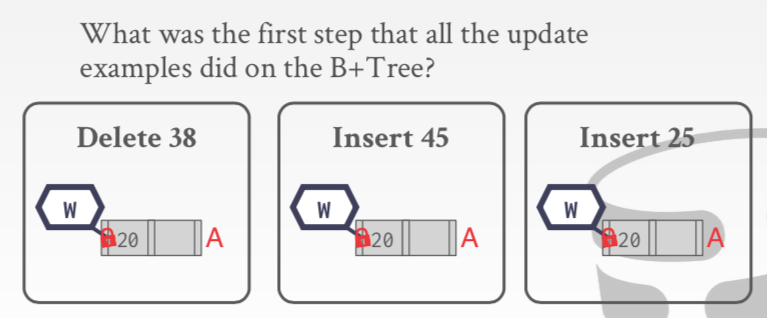 What was the first step that all the update
examples did on the B+Tree?
Delete 38
W
20
A
Insert 45
W
20
A
Insert 25
W
20
A